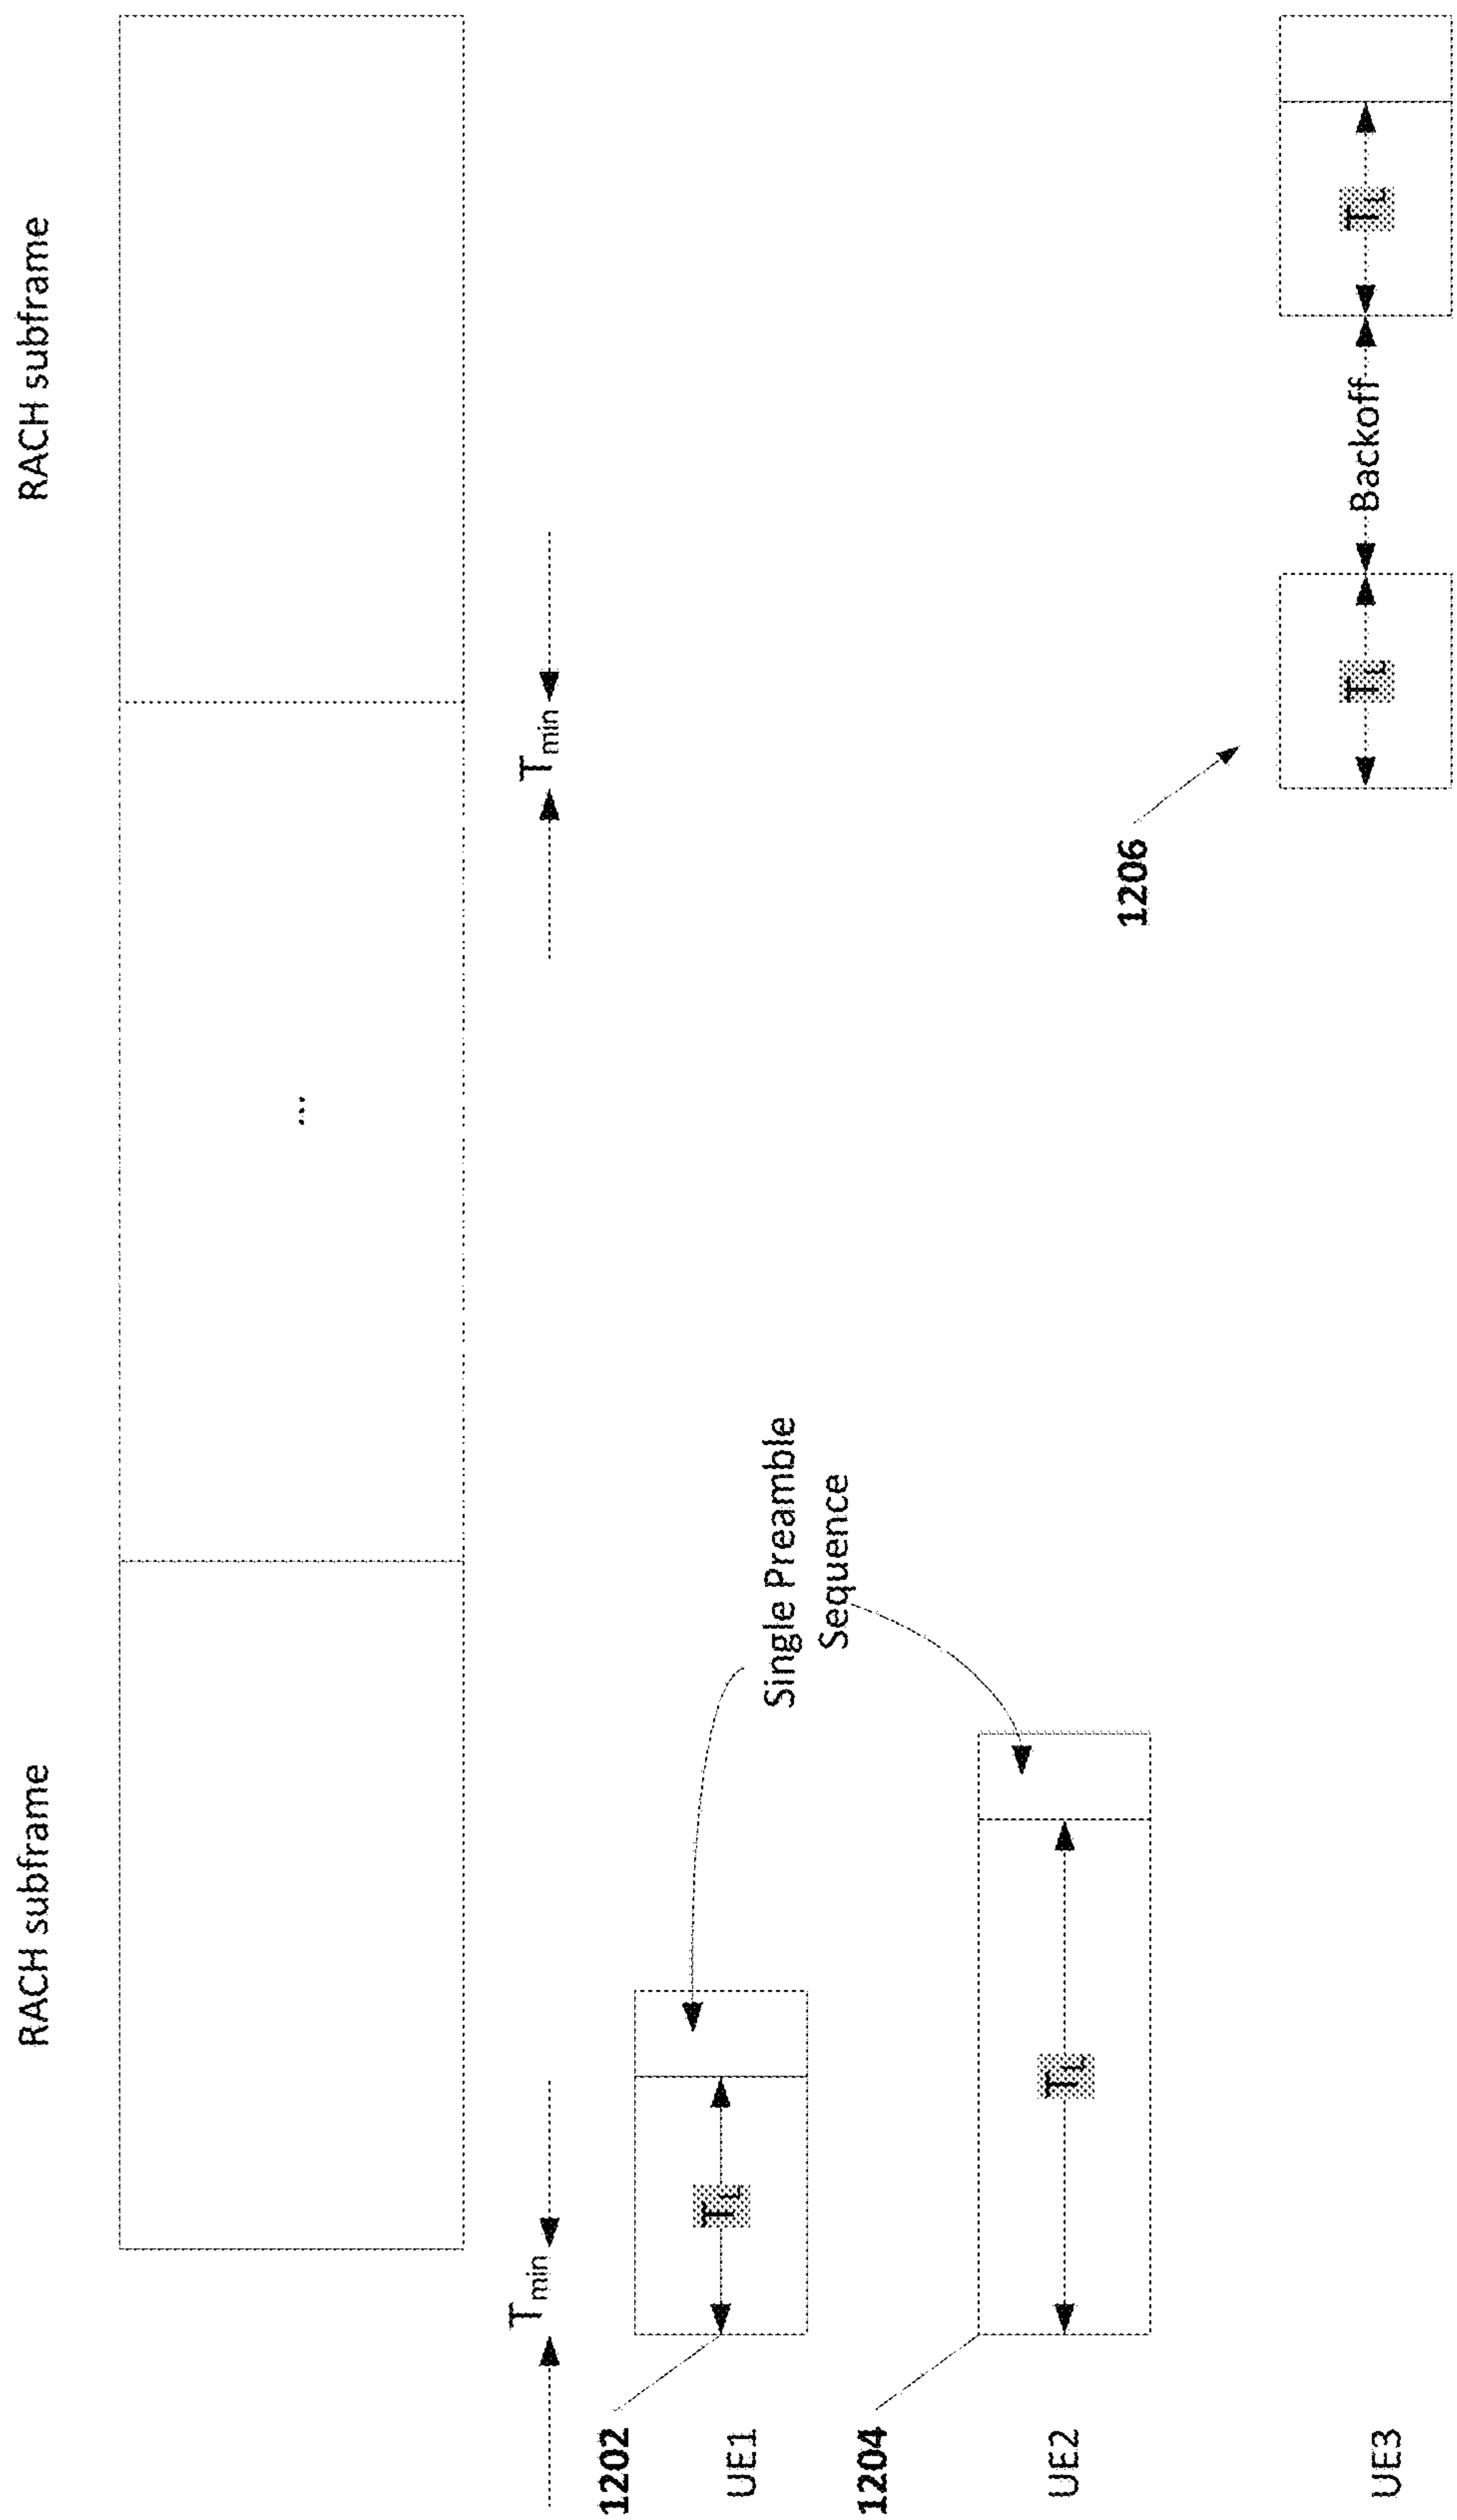 RACH subframe
RACH subframe
...
Tmin
Tmin
1202
UE1
TL
Single Preamble
Sequence
1204
UE2
TL
1206
UE3
TL
Backoff
TL